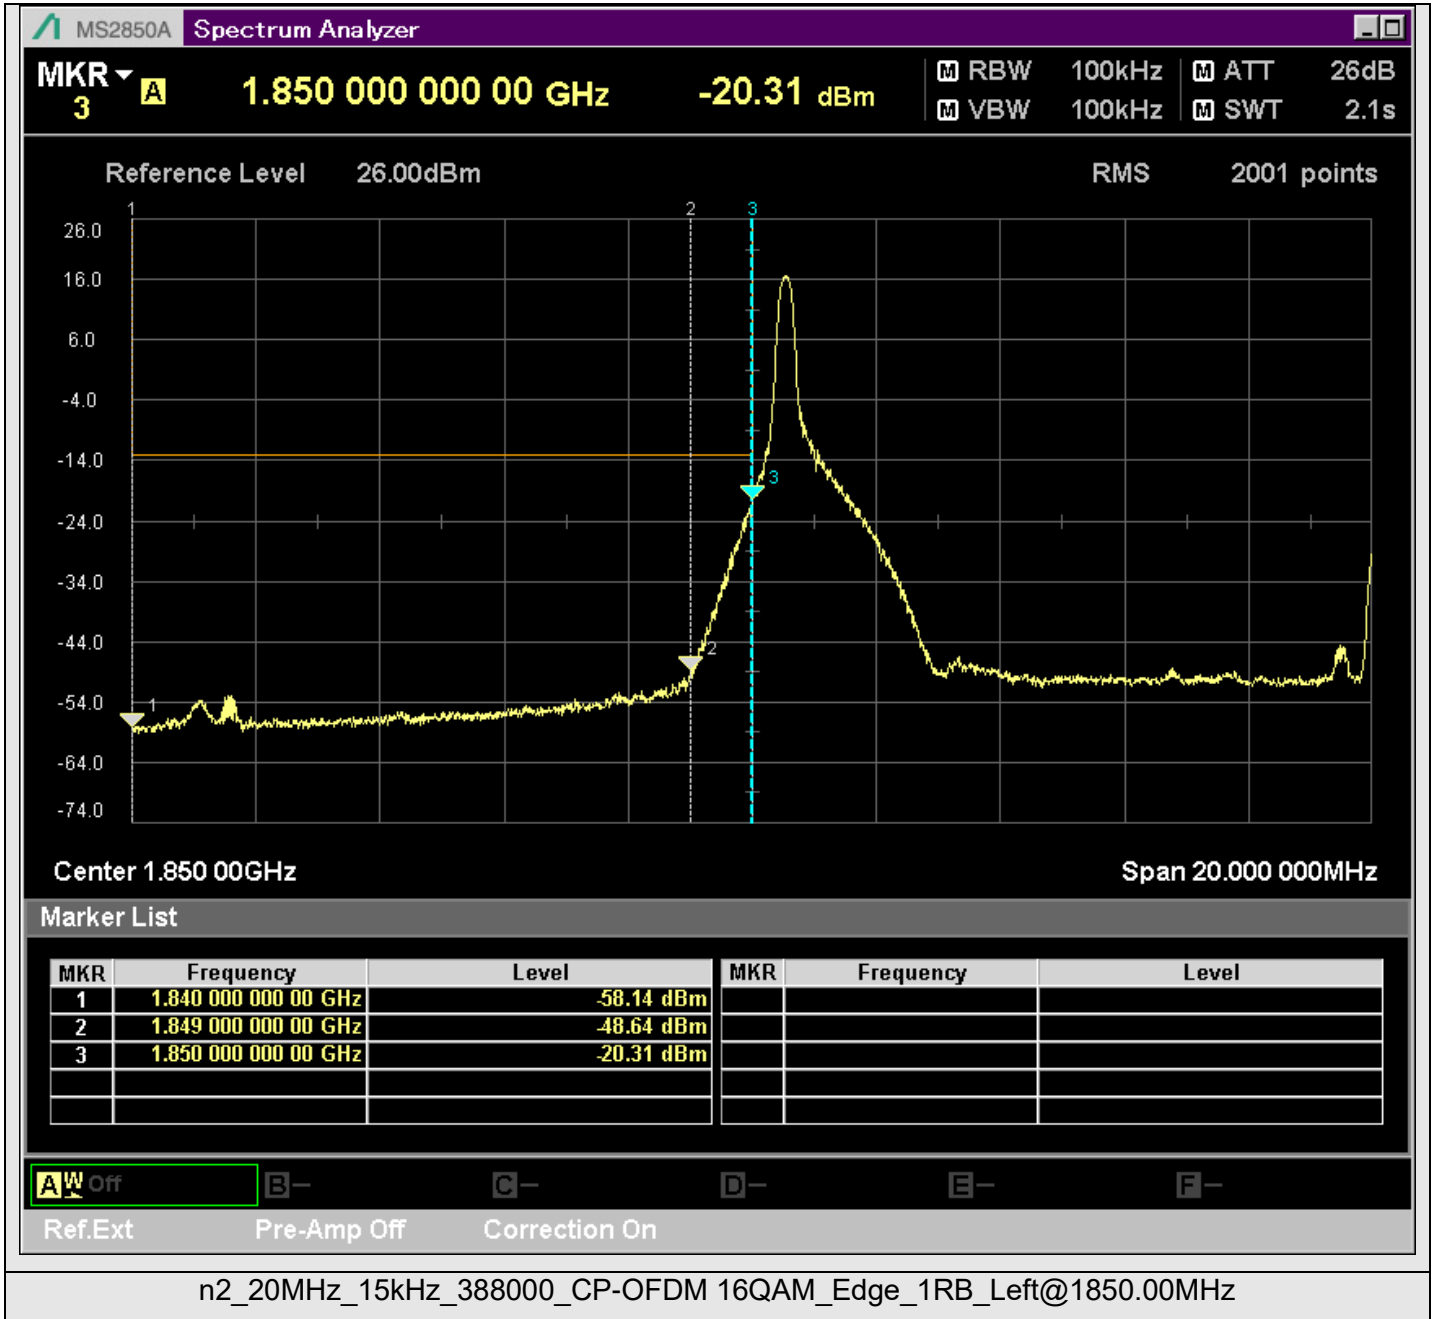 MS2850A Spectrum Analyzer
MKR A 1.850 000 000 00 GHz -20.31 dBm M RBW 100kHz M ATT 26dB
3 M VBW 100kHz M SWT 2.1s
Reference Level 26.00dBm RMS 2001 points
1 2 3
26.0
16.0
6.0
-4.0
-14.0
3
-24.0
-34.0
-44.0
2
-54.0
1
-64.0
-74.0
Center 1.850 00GHz Span 20.000 000MHz
Marker List
MKR Frequency Level MKR Frequency Level
1 1.840 000 000 00 GHz -58.14 dBm
2 1.849 000 000 00 GHz -48.64 dBm
3 1.850 000 000 00 GHz -20.31 dBm
A W Off B- C- D- E- F-
Ref.Ext Pre-Amp Off Correction On
n2_20MHz_15kHz_388000_CP-OFDM 16QAM_Edge_1RB_Left@1850.00MHz